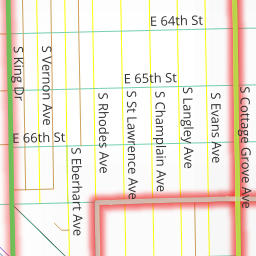 E 64th St
E 65th St
E 66th St
S King Dr
S Vernon Ave
S Eberhart Ave
S Rhodes Ave
S St Lawrence Ave
S Champlain Ave
S Langley Ave
S Evans Ave
S Cottage Grove Ave